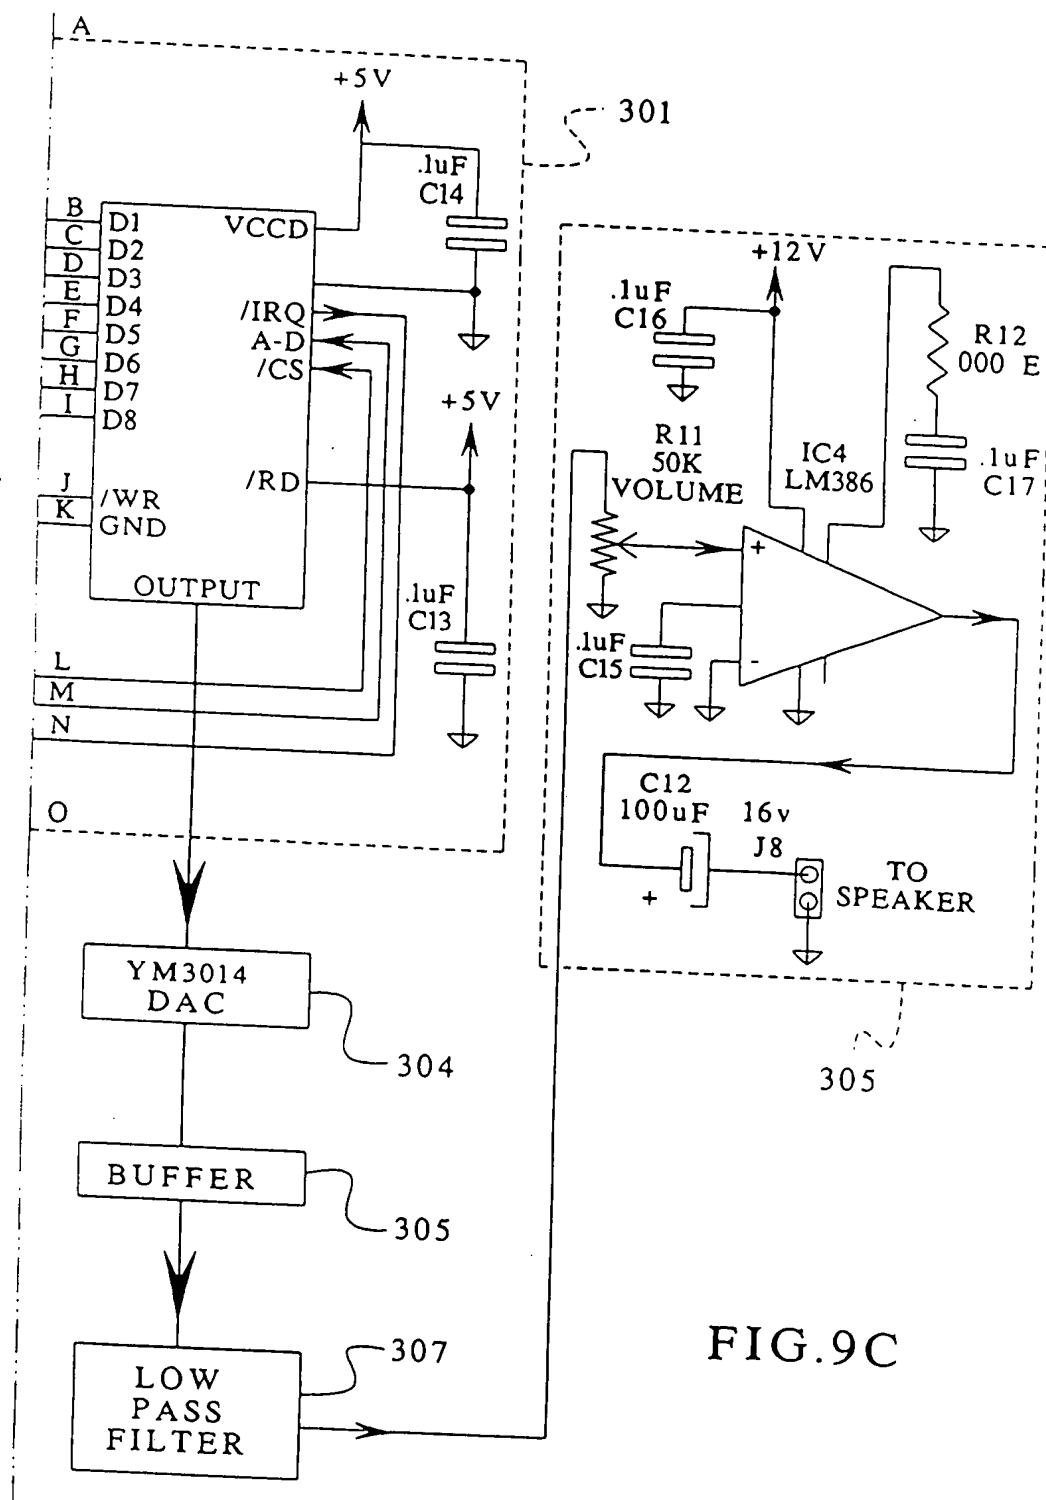 A
+5V
301
.1uF
C14
B
C
D
E
F
G
H
I
J
K
D1
D2
D3
D4
D5
D6
D7
D8
/WR
GND
VCCD
/IRQ
A-D
/CS
/RD
OUTPUT
+5V
.1uF
C13
L
M
N
O
+12V
.1uF
C16
R12
000 E
R11
50K
VOLUME
IC4
LM386
.1uF
C17
+
-
.1uF
C15
C12
100uF
16v
J8
+
TO
SPEAKER
305
YM3014
DAC
304
BUFFER
305
LOW
PASS
FILTER
307
FIG.9C